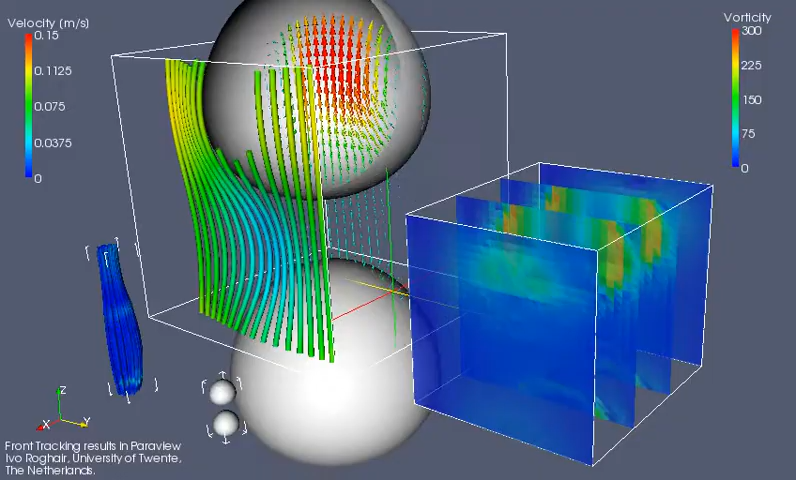 Velocity (m/s)
0.15
0.1125
0.075
0.0375
0
Vorticity
300
225
150
75
0
Z
X
Y
Front Tracking results in Paraview
Ivo Roghair, University of Twente,
The Netherlands.